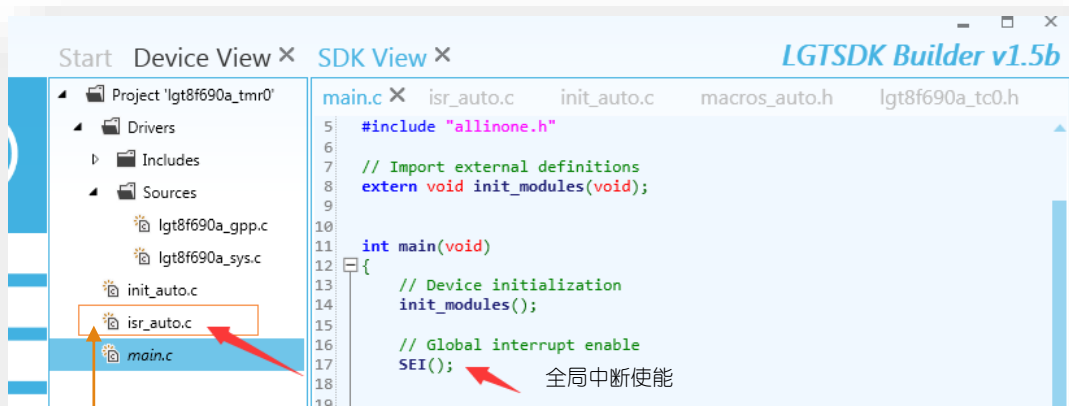 Start Device View × SDK View × LGTSDK Builder v1.5b
Project 'lgt8f690a_tmr0'
Drivers
Includes
Sources
lgt8f690a_gpp.c
lgt8f690a_sys.c
init_auto.c
isr_auto.c
main.c
main.c × isr_auto.c init_auto.c macros_auto.h lgt8f690a_tc0.h
5 #include "allinone.h"
6
7 // Import external definitions
8 extern void init_modules(void);
9
10
11 int main(void)
12 {
13 // Device initialization
14 init_modules();
15
16 // Global interrupt enable
17 SEI(); 全局中断使能
18
19